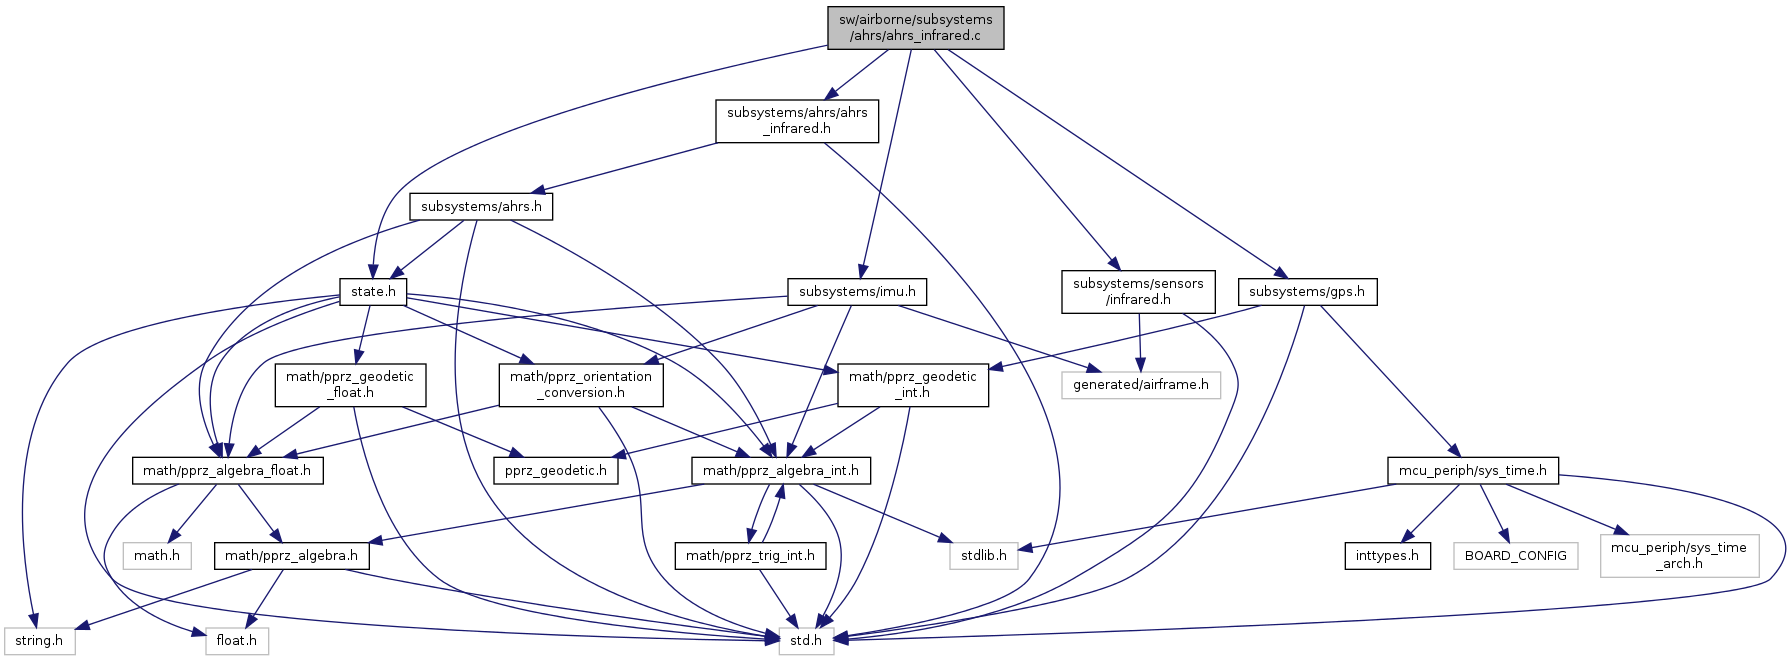 sw/airborne/subsystems
/ahrs/ahrs_infrared.c
subsystems/ahrs/ahrs
_infrared.h
subsystems/ahrs.h
state.h
subsystems/imu.h
subsystems/sensors
/infrared.h
subsystems/gps.h
math/pprz_geodetic
_float.h
math/pprz_orientation
_conversion.h
math/pprz_geodetic
_int.h
generated/airframe.h
math/pprz_algebra_float.h
pprz_geodetic.h
math/pprz_algebra_int.h
mcu_periph/sys_time.h
math.h
math/pprz_algebra.h
math/pprz_trig_int.h
stdlib.h
inttypes.h
BOARD_CONFIG
mcu_periph/sys_time
_arch.h
string.h
float.h
std.h